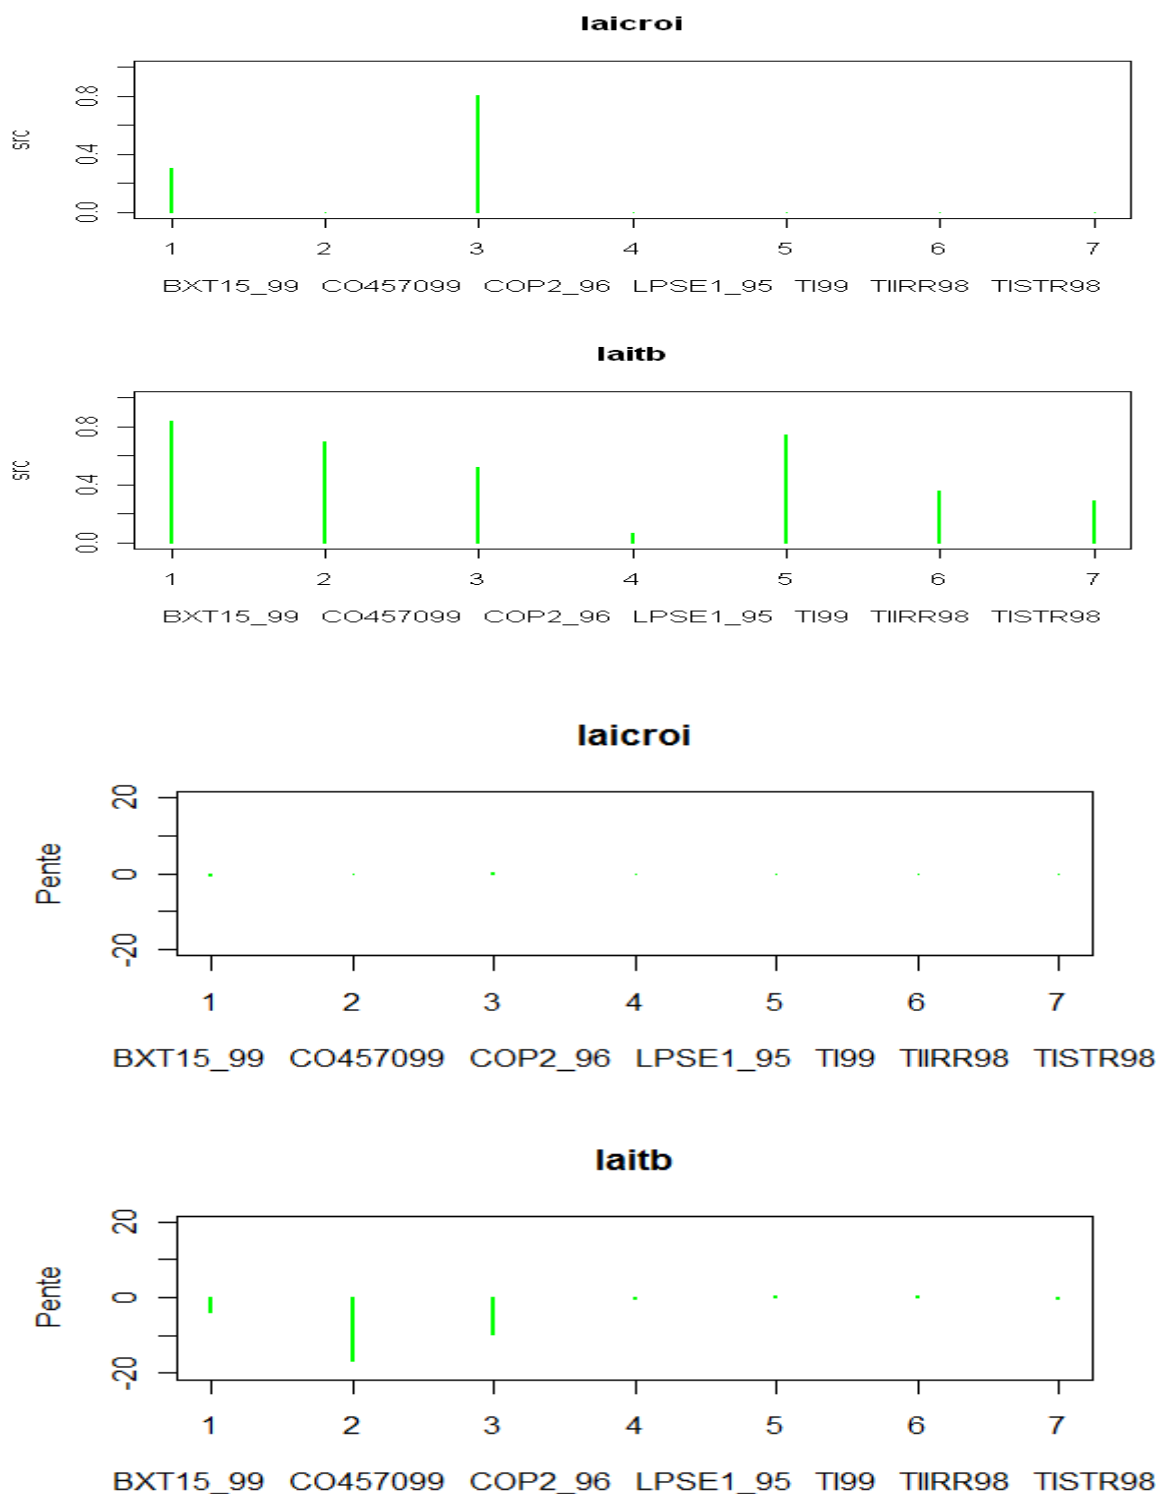 laicroi
src
0.0 0.4 0.8
1 2 3 4 5 6 7
BXT15_99 CO457099 COP2_96 LPSE1_95 TI99 TIIRR98 TISTR98
laitb
src
0.0 0.4 0.8
1 2 3 4 5 6 7
BXT15_99 CO457099 COP2_96 LPSE1_95 TI99 TIIRR98 TISTR98
laicroi
Pente
-20 0 20
1 2 3 4 5 6 7
BXT15_99 CO457099 COP2_96 LPSE1_95 TI99 TIIRR98 TISTR98
laitb
Pente
-20 0 20
1 2 3 4 5 6 7
BXT15_99 CO457099 COP2_96 LPSE1_95 TI99 TIIRR98 TISTR98